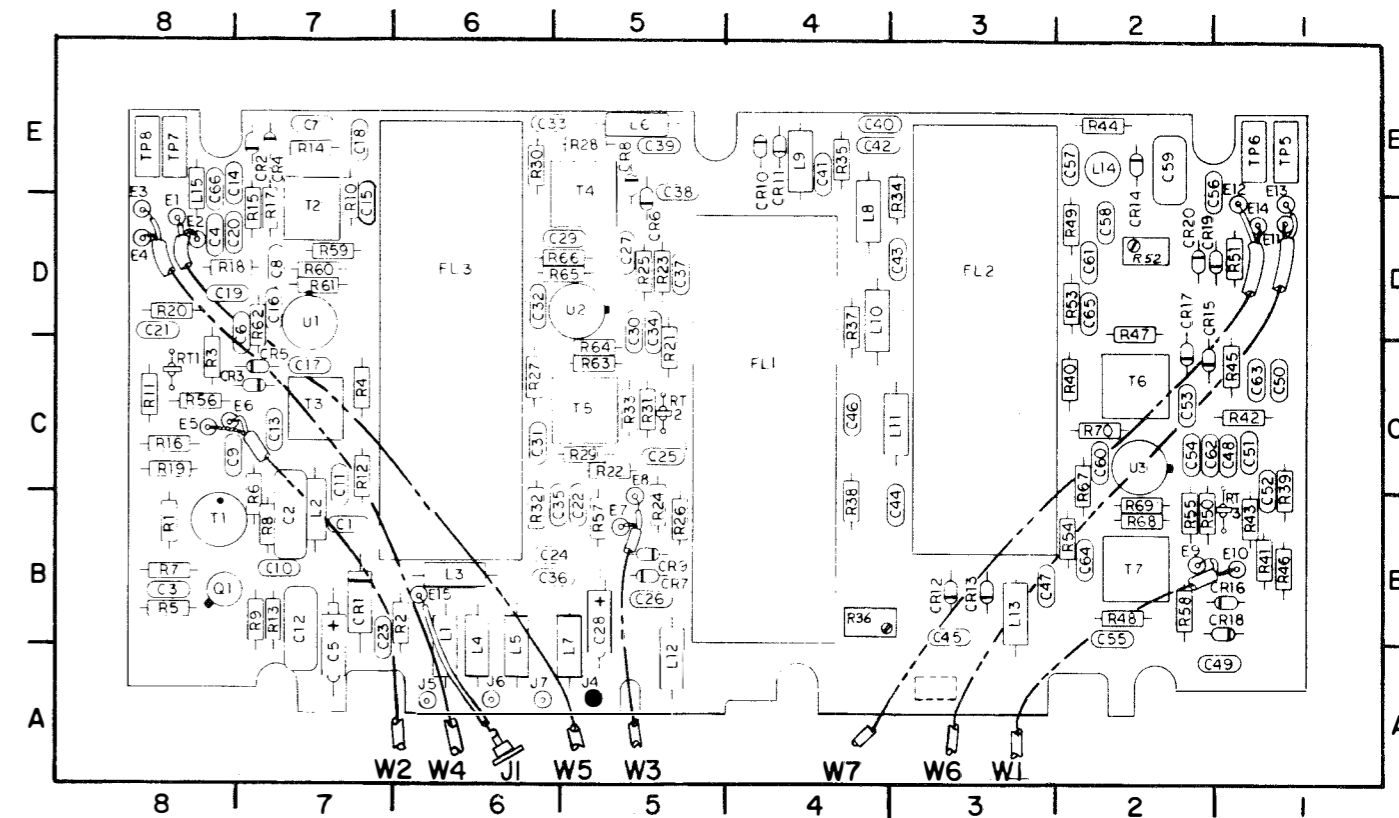 8 7 6 5 4 3 2 1
E E
TP8 TP7 C7 R14 C18 CR2 CR4
C33 R28 L6 C39 CR8 R30
C40 C42 L9 R35 C41 CR10 CR11
R44 C57 L14 CR14 C59 TP6 TP5
E3 E1 L15 C66 C14 R15 R17 T2 R10 C15
T4 C38 CR6 L8 R34
R49 C58 C56 E12 E13 E14
D D
E4 E2 C4 C20 R18 C8 R59 R60 R61
FL3 C29 R66 R65 C27 R25 R23 C37
C43 FL2 C61 R52 CR20 CR19 R51 E11
C19 R20 C21 C6 R62 C16 U1
C32 U2 C30 C34 R21 R37 L10
R53 C65 R47 CR17 CR15
RT1 R3 CR5 C17 CR3 R4 R64 R63 FL1
R40 T6 R45 C63 C50
C C
R11 R56 E6 E5 T3 C13 R27 T5 R33 R31 RT 2
C46 L11 C53 R42 R70
R16 R19 C9 C31 R29 R22 C25
C60 U3 C54 C62 C48 C51
R6 C11 R12 E8
R67 C52 R39
R1 T1 R8 C2 L2 C1 R32 C35 C22 R57 E7 R24 R26
R38 C44 R69 R68 R55 R50 RT 3 R43 R54
B B
R7 C3 R5 Q1 C10 C24 C36 L3 CR9 CR7 C26
C64 T7 E9 E10 R41 R46
R9 R13 C12 C5 + CR1 C23 R2 E15 L1 L4 L5 L7 C28 + L12
R36 CR12 CR13 L13 C47 C45 R48 C55 R58 CR16 CR18 C49
A A
J5 J6 J7 J4
W2 W4 J1 W5 W3 W7 W6 W1
8 7 6 5 4 3 2 1